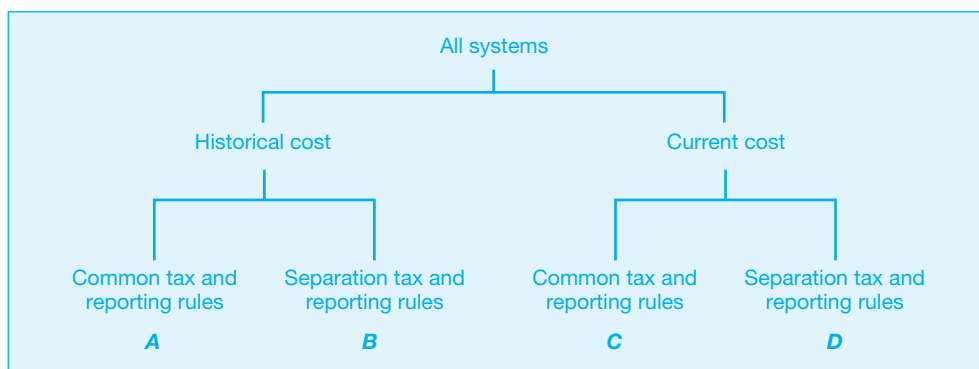 All systems
Historical cost
Current cost
Common tax and
reporting rules
A
Separation tax and
reporting rules
B
Common tax and
reporting rules
C
Separation tax and
reporting rules
D